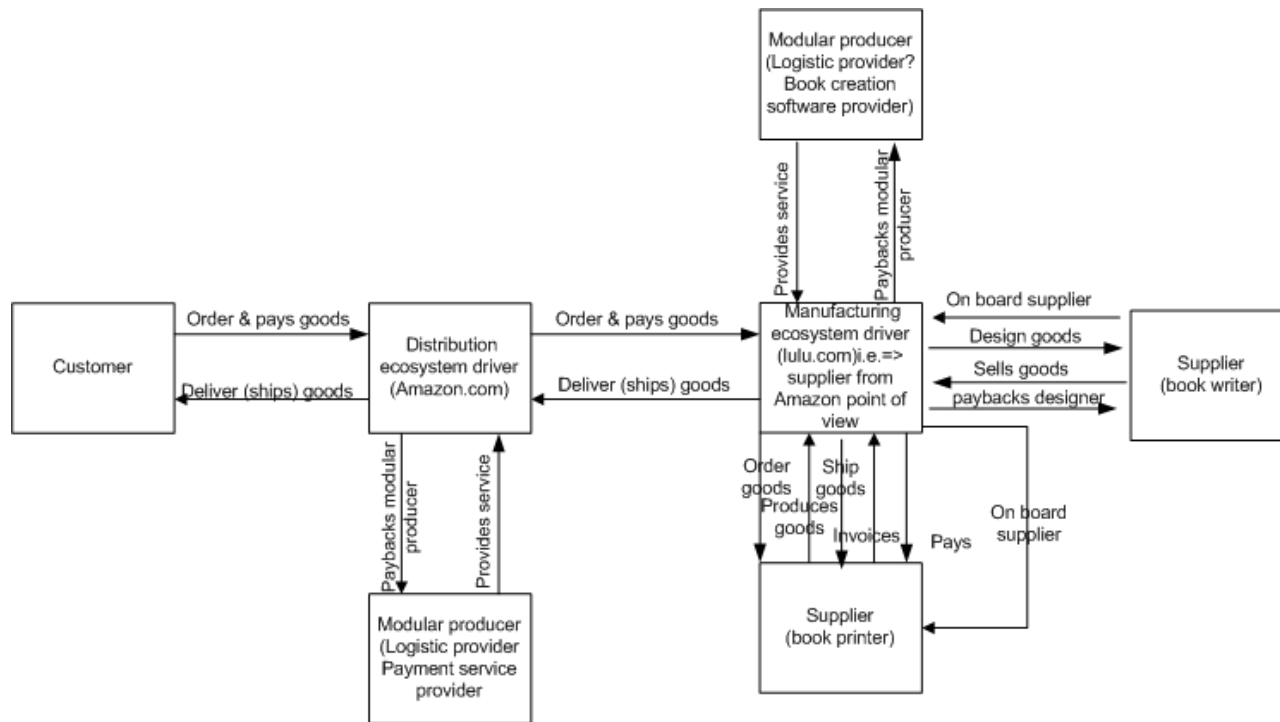 Modular producer
(Logistic provider?
Book creation
software provider)
Provides service
Paybacks modular
producer
Customer
Order & pays goods
Deliver (ships) goods
Distribution
ecosystem driver
(Amazon.com)
Order & pays goods
Deliver (ships) goods
Manufacturing
ecosystem driver
(lulu.com)i.e.=>
supplier from
Amazon point of
view
On board supplier
Design goods
Sells goods
paybacks designer
Supplier
(book writer)
Paybacks modular
producer
Provides service
Order
goods
Produces
goods
Ship
goods
Invoices
Pays
On board
supplier
Modular producer
(Logistic provider
Payment service
provider
Supplier
(book printer)